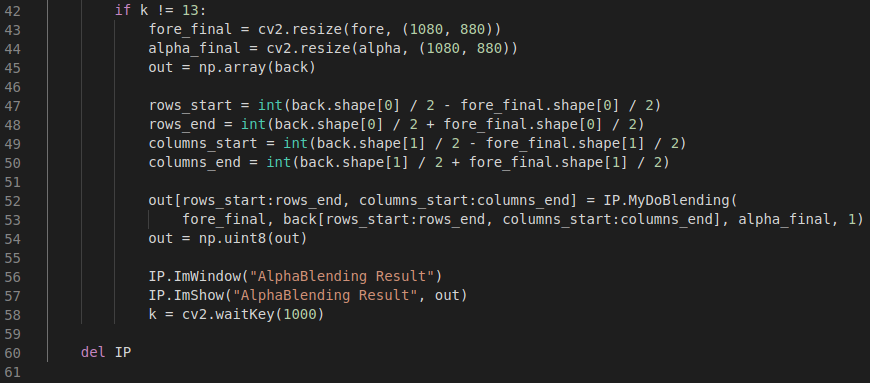 42 if k != 13:
43 fore_final = cv2.resize(fore, (1080, 880))
44 alpha_final = cv2.resize(alpha, (1080, 880))
45 out = np.array(back)
46
47 rows_start = int(back.shape[0] / 2 - fore_final.shape[0] / 2)
48 rows_end = int(back.shape[0] / 2 + fore_final.shape[0] / 2)
49 columns_start = int(back.shape[1] / 2 - fore_final.shape[1] / 2)
50 columns_end = int(back.shape[1] / 2 + fore_final.shape[1] / 2)
51
52 out[rows_start:rows_end, columns_start:columns_end] = IP.MyDoBlending(
53 fore_final, back[rows_start:rows_end, columns_start:columns_end], alpha_final, 1)
54 out = np.uint8(out)
55
56 IP.ImWindow("AlphaBlending Result")
57 IP.ImShow("AlphaBlending Result", out)
58 k = cv2.waitKey(1000)
59
60 del IP
61